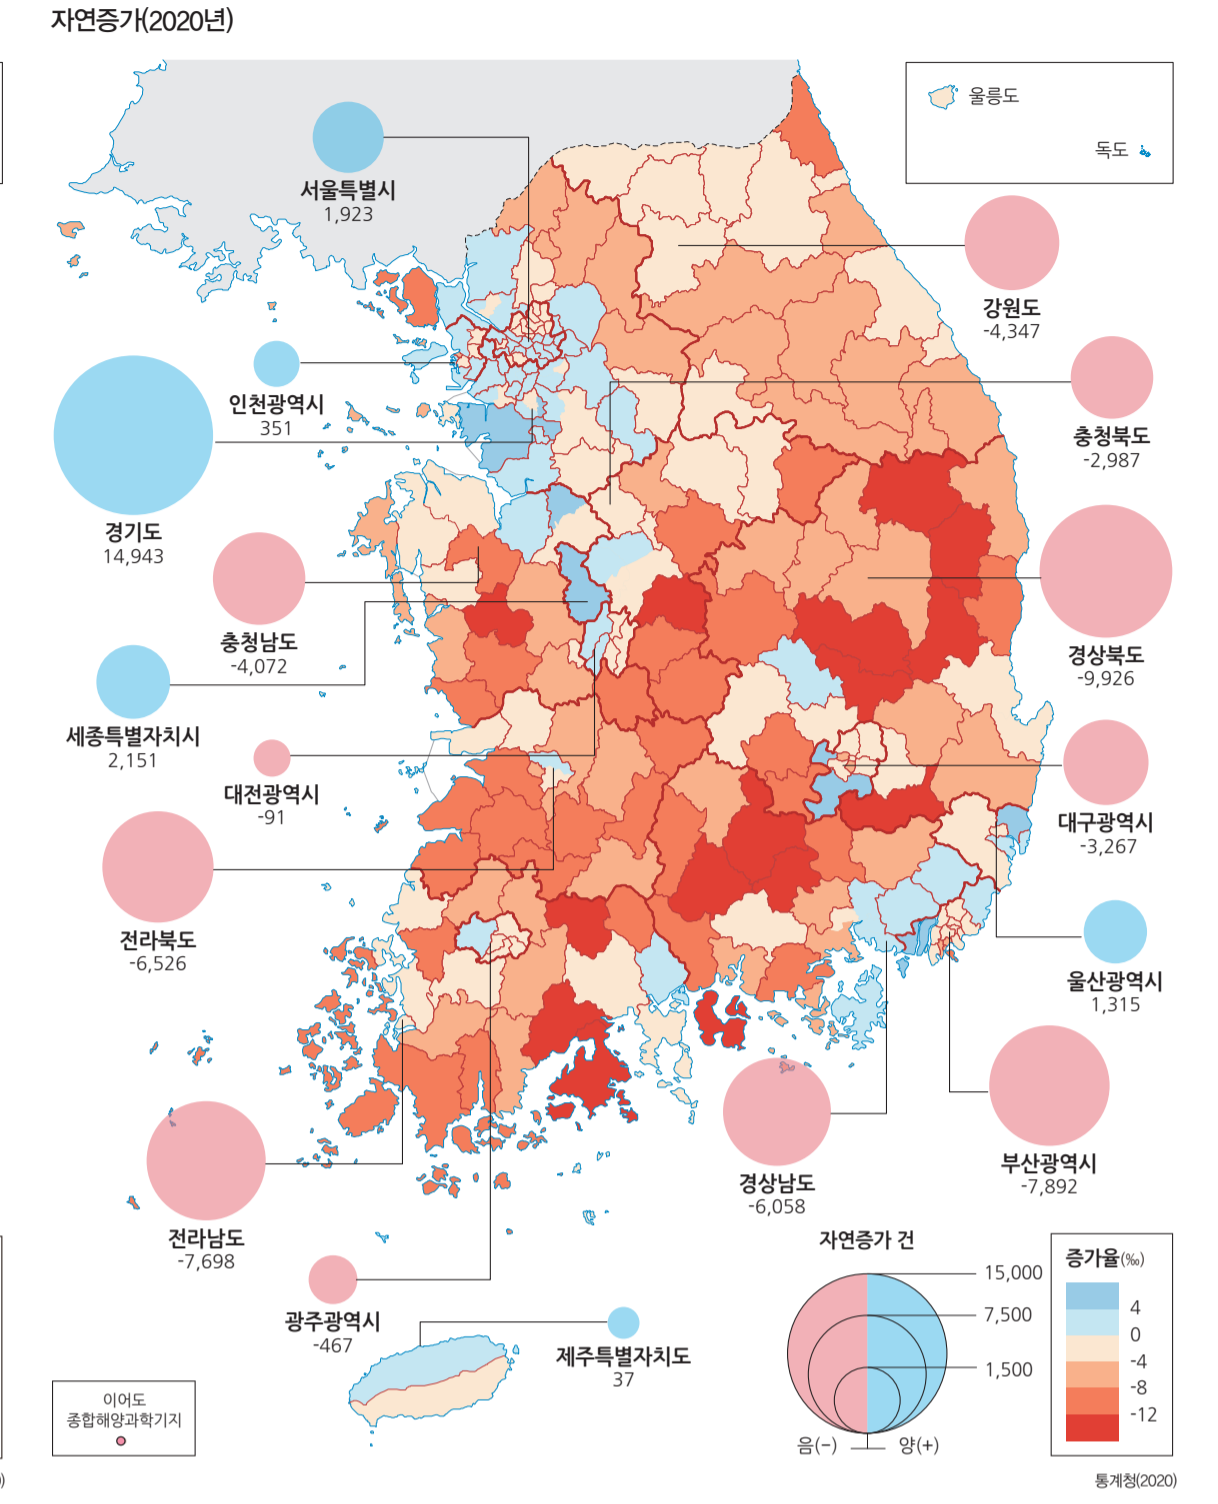 자연증가(2020년)
울릉도
독도
서울특별시
1,923
강원도
-4,347
인천광역시
351
충청북도
-2,987
경기도
14,943
충청남도
-4,072
경상북도
-9,926
세종특별자치시
2,151
대전광역시
-91
대구광역시
-3,267
전라북도
-6,526
울산광역시
1,315
부산광역시
-7,892
경상남도
-6,058
전라남도
-7,698
광주광역시
-467
제주특별자치도
37
이어도
종합해양과학기지
자연증가 건
15,000
7,500
1,500
음(-)
양(+)
증가율(‰)
4
0
-4
-8
-12
통계청(2020)
)